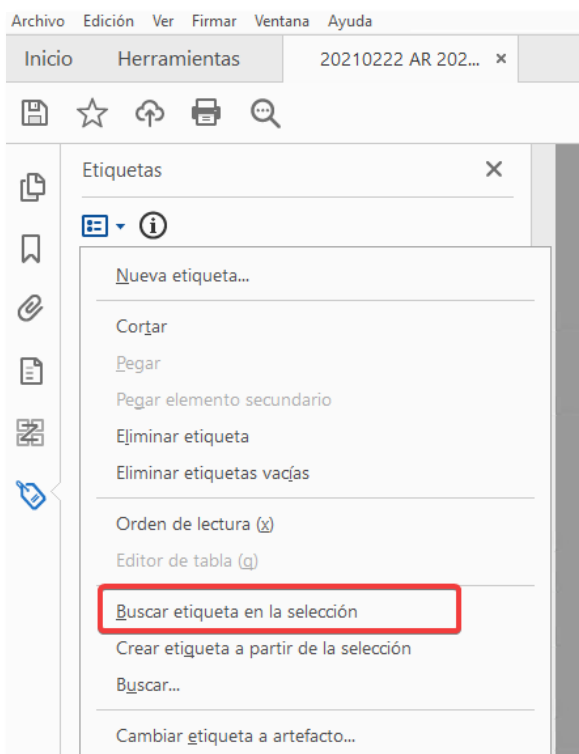 Archivo Edición Ver Firmar Ventana Ayuda
Inicio Herramientas 20210222 AR 202... ×
Etiquetas
Nueva etiqueta...
Cortar
Pegar
Pegar elemento secundario
Eliminar etiqueta
Eliminar etiquetas vacías
Orden de lectura (x)
Editor de tabla (q)
Buscar etiqueta en la selección
Crear etiqueta a partir de la selección
Buscar...
Cambiar etiqueta a artefacto...